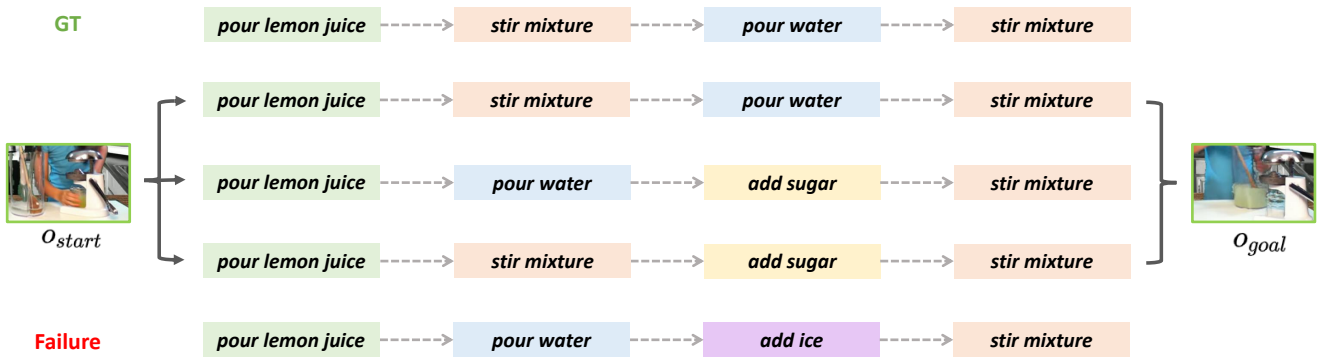 GT pour lemon juice stir mixture pour water stir mixture
pour lemon juice stir mixture pour water stir mixture
pour lemon juice pour water add sugar stir mixture
o_start o_goal
pour lemon juice stir mixture add sugar stir mixture
Failure pour lemon juice pour water add ice stir mixture